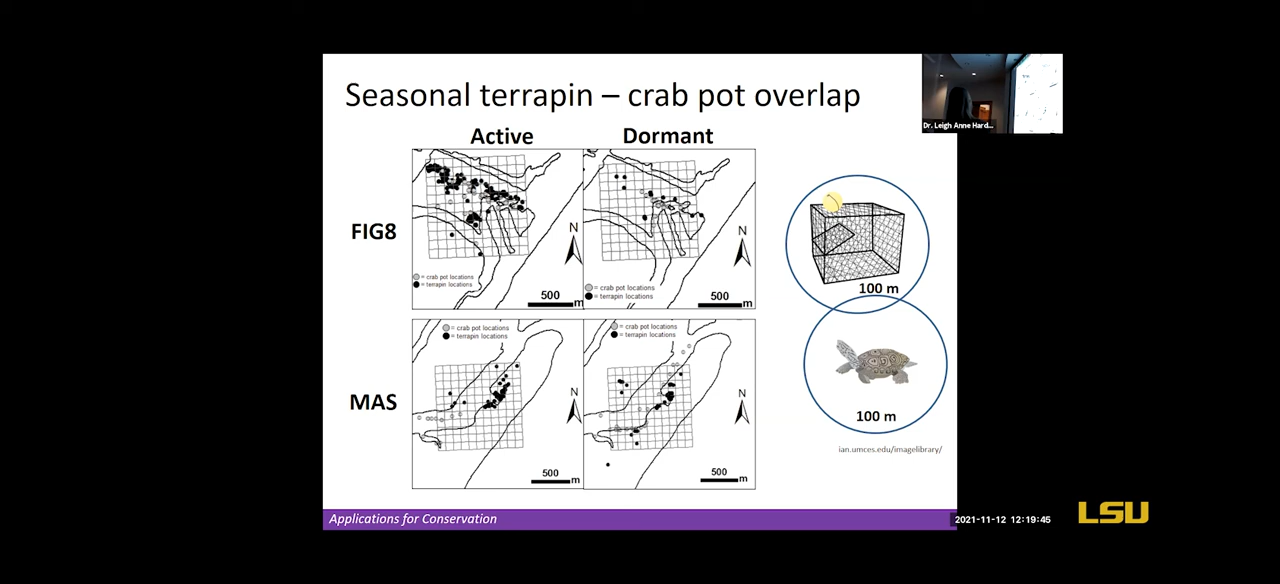 Seasonal terrapin – crab pot overlap
Dr. Leigh Anne Hard...
Active
Dormant
FIG8
N
= crab pot locations
= terrapin locations
500
m
N
= crab pot locations
= terrapin locations
500
m
100 m
MAS
= crab pot locations
= terrapin locations
N
500
m
= crab pot locations
= terrapin locations
N
500
m
100 m
ian.umces.edu/imagelibrary/
Applications for Conservation
2021-11-12 12:19:45
LSU